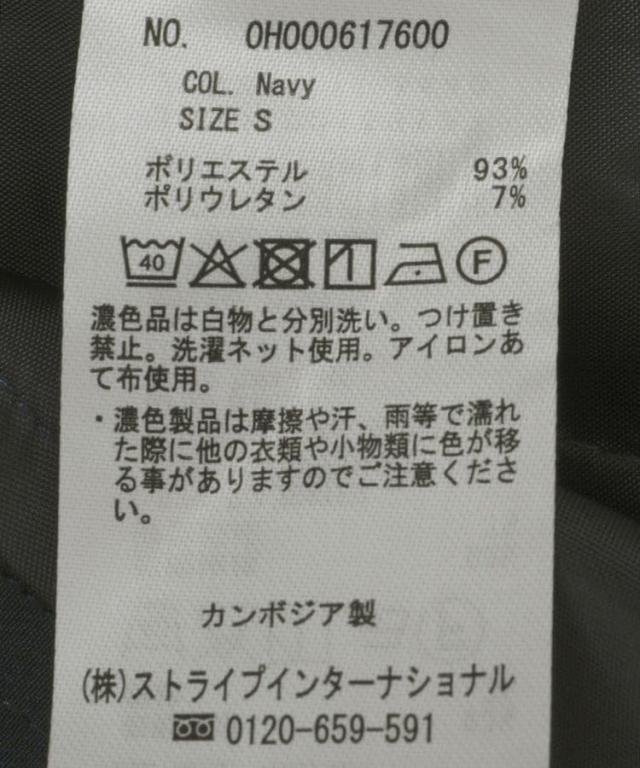 NO. 0H000617600
COL. Navy
SIZE S
ポリエステル 93%
ポリウレタン 7%
40 F
濃色品は白物と分別洗い。つけ置き
禁止。洗濯ネット使用。アイロンあ
て布使用。
・濃色製品は摩擦や汗、雨等で濡れ
た際に他の衣類や小物類に色が移
る事がありますのでご注意くださ
い。
カンボジア製
(株)ストライプインターナショナル
0120-659-591